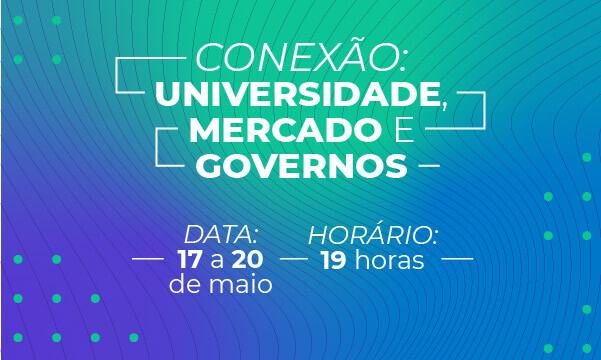 CONEXÃO:
UNIVERSIDADE,
MERCADO E
GOVERNOS
DATA:
17 a 20
de maio
HORÁRIO:
19 horas